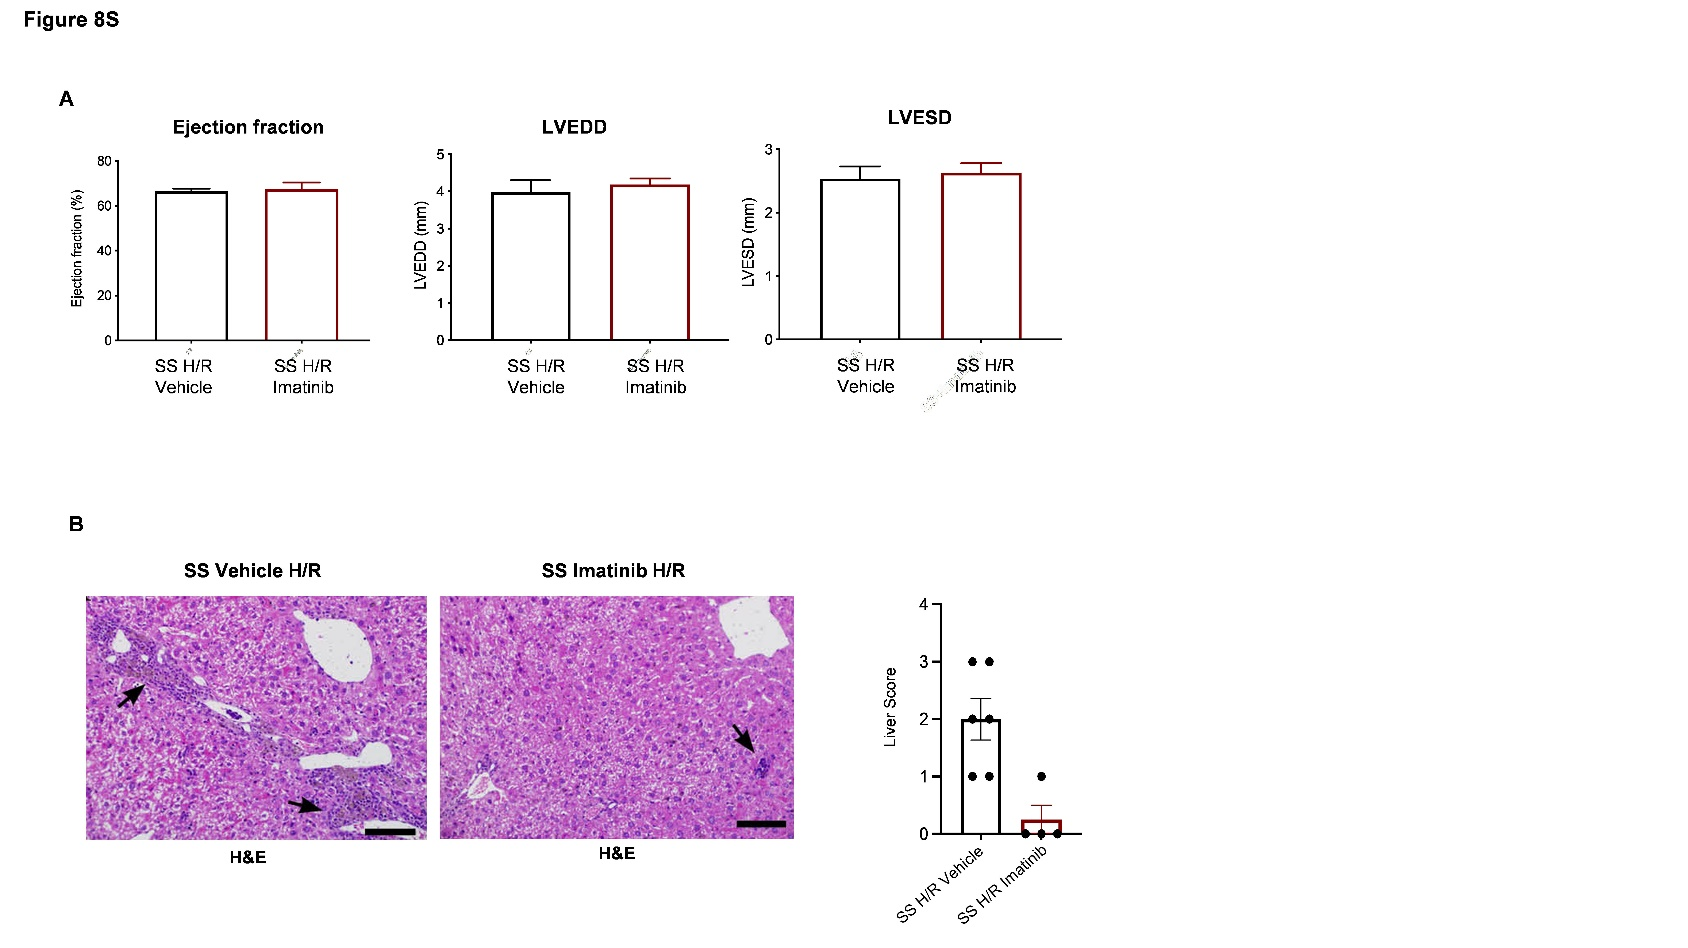 Figure 8S
A
Ejection fraction
LVEDD
LVESD
Ejection fraction (%)
80
60
40
20
0
SS H/R
Vehicle
SS H/R
Imatinib
LVEDD (mm)
5
4
3
2
1
0
SS H/R
Vehicle
SS H/R
Imatinib
LVESD (mm)
3
2
1
0
SS H/R
Vehicle
SS H/R
Imatinib
B
SS Vehicle H/R
SS Imatinib H/R
H&E
H&E
Liver Score
4
3
2
1
0
SS H/R Vehicle
SS H/R Imatinib